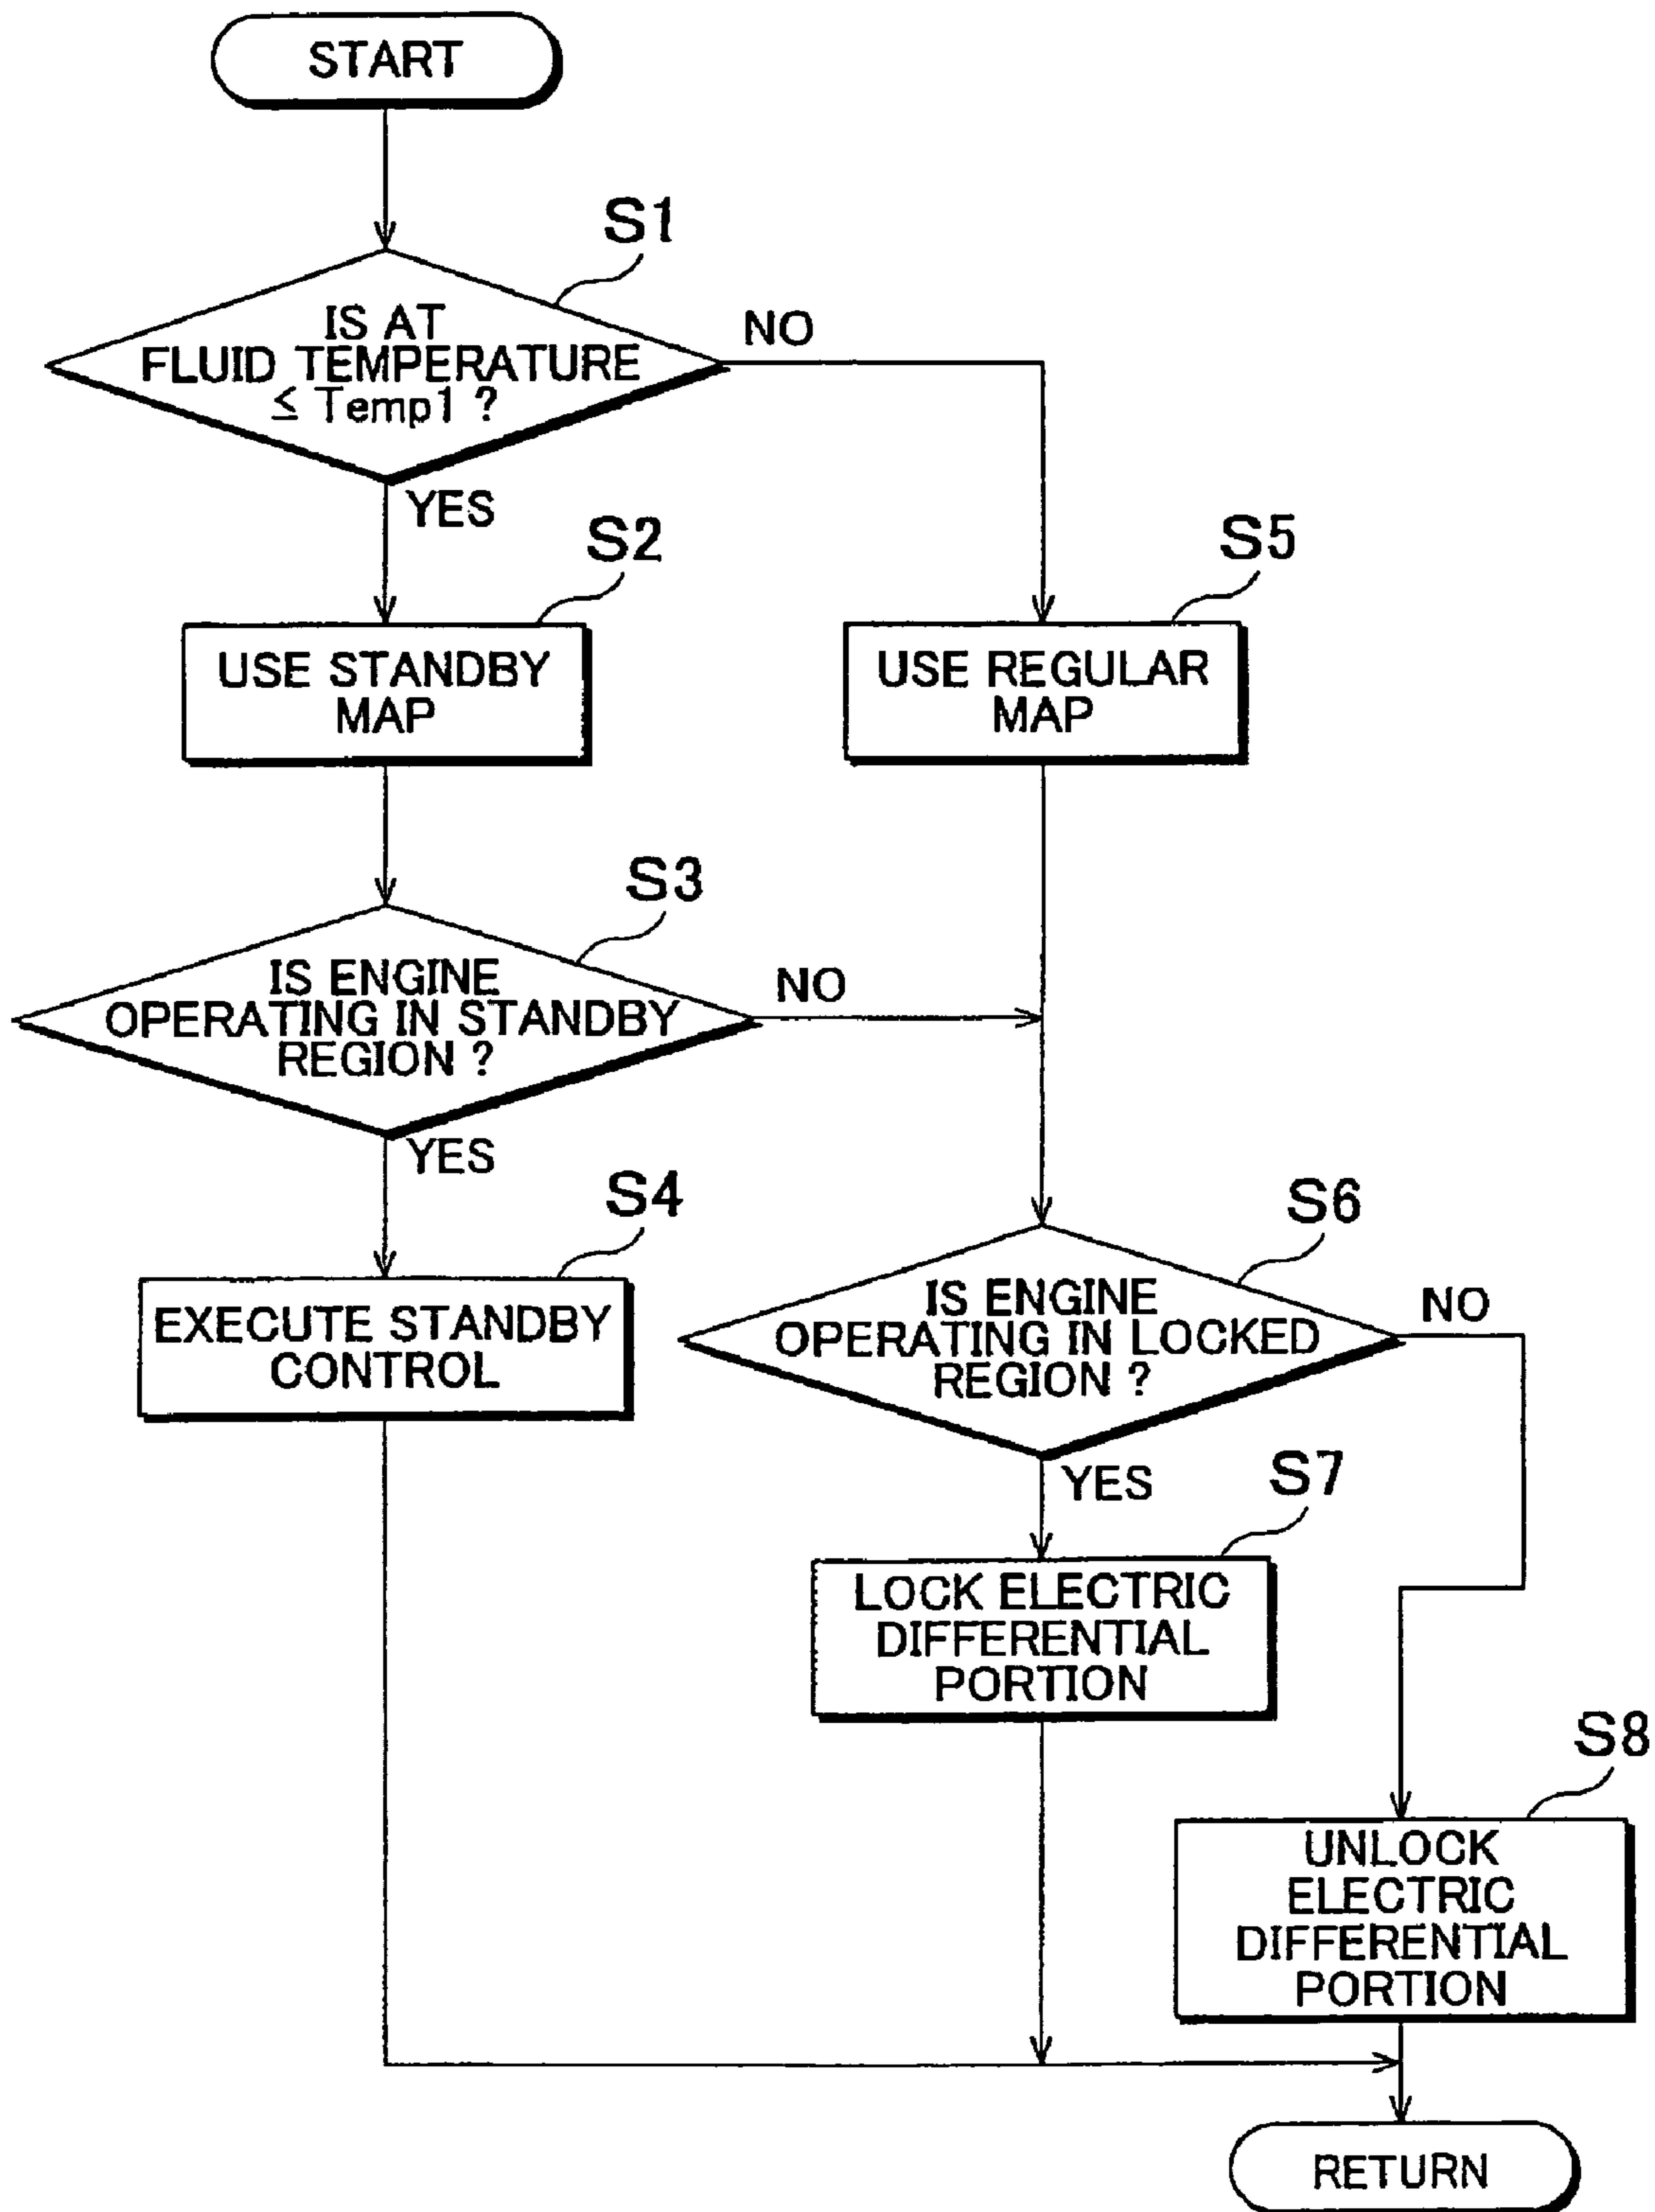 START
S1
IS AT
FLUID TEMPERATURE
≤ Temp1 ?
NO
YES
S2
USE STANDBY
MAP
S5
USE REGULAR
MAP
S3
IS ENGINE
OPERATING IN STANDBY
REGION ?
NO
YES
S4
EXECUTE STANDBY
CONTROL
S6
IS ENGINE
OPERATING IN LOCKED
REGION ?
NO
YES
S7
LOCK ELECTRIC
DIFFERENTIAL
PORTION
S8
UNLOCK
ELECTRIC
DIFFERENTIAL
PORTION
RETURN